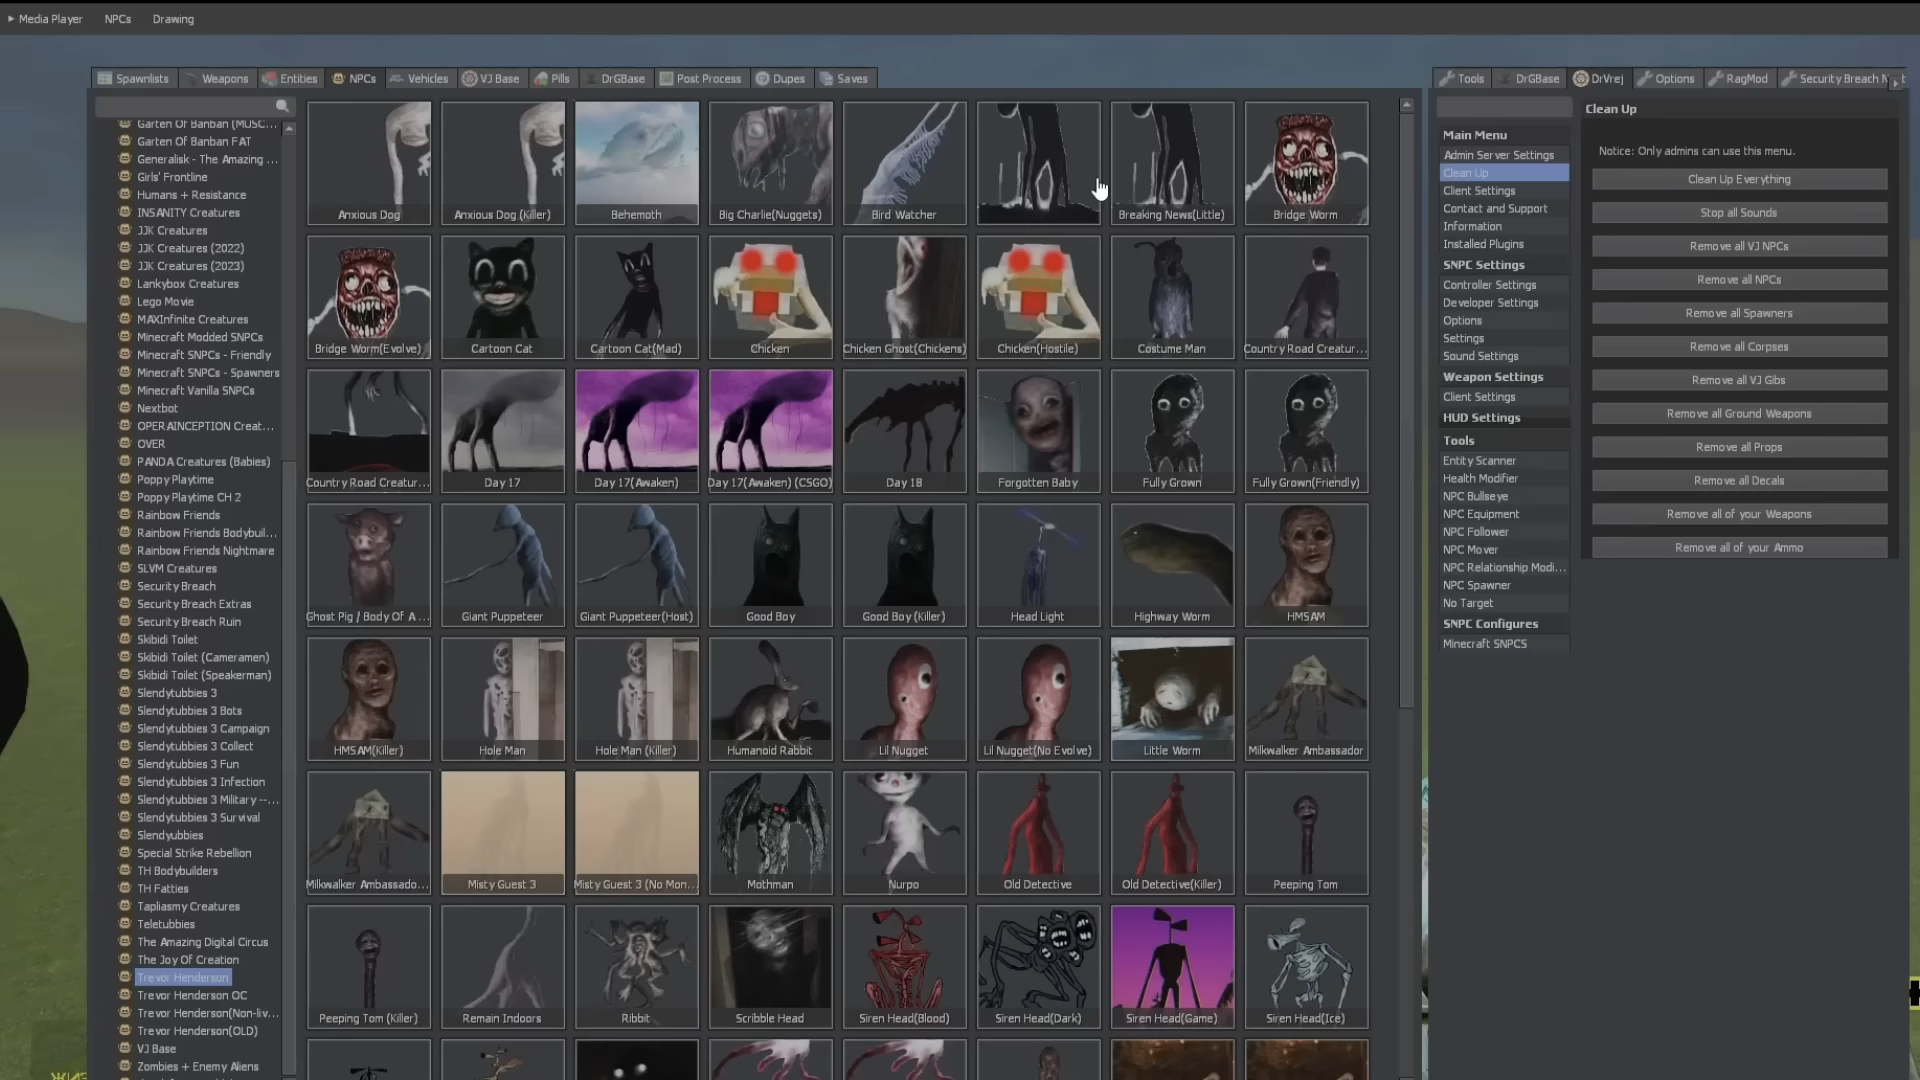 Media Player NPCs Drawing
Spawnlists Weapons Entities NPCs Vehicles VJ Base Pills DrGBase Post Process Dupes Saves
Garten Of Banban (MUSC...
Garten Of Banban FAT
Generalisk - The Amazing ...
Girls' Frontline
Humans + Resistance
INSANITY Creatures
JJK Creatures
JJK Creatures (2022)
JJK Creatures (2023)
Lankybox Creatures
Lego Movie
MAXInfinite Creatures
Minecraft Modded SNPCs
Minecraft SNPCs - Friendly
Minecraft SNPCs - Spawners
Minecraft Vanilla SNPCs
Nextbot
OPERAINCEPTION Creat...
OVER
PANDA Creatures (Babies)
Poppy Playtime
Poppy Playtime CH 2
Rainbow Friends
Rainbow Friends Bodybuil...
Rainbow Friends Nightmare
SLVM Creatures
Security Breach
Security Breach Extras
Security Breach Ruin
Skibidi Toilet
Skibidi Toilet (Cameramen)
Skibidi Toilet (Speakerman)
Slendytubbies 3
Slendytubbies 3 Bots
Slendytubbies 3 Campaign
Slendytubbies 3 Collect
Slendytubbies 3 Fun
Slendytubbies 3 Infection
Slendytubbies 3 Military --...
Slendytubbies 3 Survival
Slendyubbies
Special Strike Rebellion
TH Bodybuilders
TH Fatties
Tapliasmy Creatures
Teletubbies
The Amazing Digital Circus
The Joy Of Creation
Trevor Henderson
Trevor Henderson OC
Trevor Henderson(Non-liv...
Trevor Henderson(OLD)
VJ Base
Zombies + Enemy Aliens
Anxious Dog Anxious Dog (Killer) Behemoth Big Charlie(Nuggets) Bird Watcher Breaking News(Little) Bridge Worm
Bridge Worm(Evolve) Cartoon Cat Cartoon Cat(Mad) Chicken Chicken Ghost(Chickens) Chicken(Hostile) Costume Man Country Road Creatur...
Country Road Creatur... Day 17 Day 17(Awaken) Day 17(Awaken) (CSGO) Day 18 Forgotten Baby Fully Grown Fully Grown(Friendly)
Ghost Pig / Body Of A ... Giant Puppeteer Giant Puppeteer(Host) Good Boy Good Boy (Killer) Head Light Highway Worm HMSAM
HMSAM(Killer) Hole Man Hole Man (Killer) Humanoid Rabbit Lil Nugget Lil Nugget(No Evolve) Little Worm Milkwalker Ambassador
Milkwalker Ambassado... Misty Guest 3 Misty Guest 3 (No Mon... Mothman Nurpo Old Detective Old Detective(Killer) Peeping Tom
Peeping Tom (Killer) Remain Indoors Ribbit Scribble Head Siren Head(Blood) Siren Head(Dark) Siren Head(Game) Siren Head(Ice)
Tools DrGBase DrVrej Options RagMod Security Breach
Main Menu
Admin Server Settings
Clean Up
Client Settings
Contact and Support
Information
Installed Plugins
SNPC Settings
Controller Settings
Developer Settings
Options
Settings
Sound Settings
Weapon Settings
Client Settings
HUD Settings
Tools
Entity Scanner
Health Modifier
NPC Bullseye
NPC Equipment
NPC Follower
NPC Mover
NPC Relationship Modi...
NPC Spawner
No Target
SNPC Configures
Minecraft SNPCS
Clean Up
Notice: Only admins can use this menu.
Clean Up Everything
Stop all Sounds
Remove all VJ NPCs
Remove all NPCs
Remove all Spawners
Remove all Corpses
Remove all VJ Gibs
Remove all Ground Weapons
Remove all Props
Remove all Decals
Remove all of your Weapons
Remove all of your Ammo